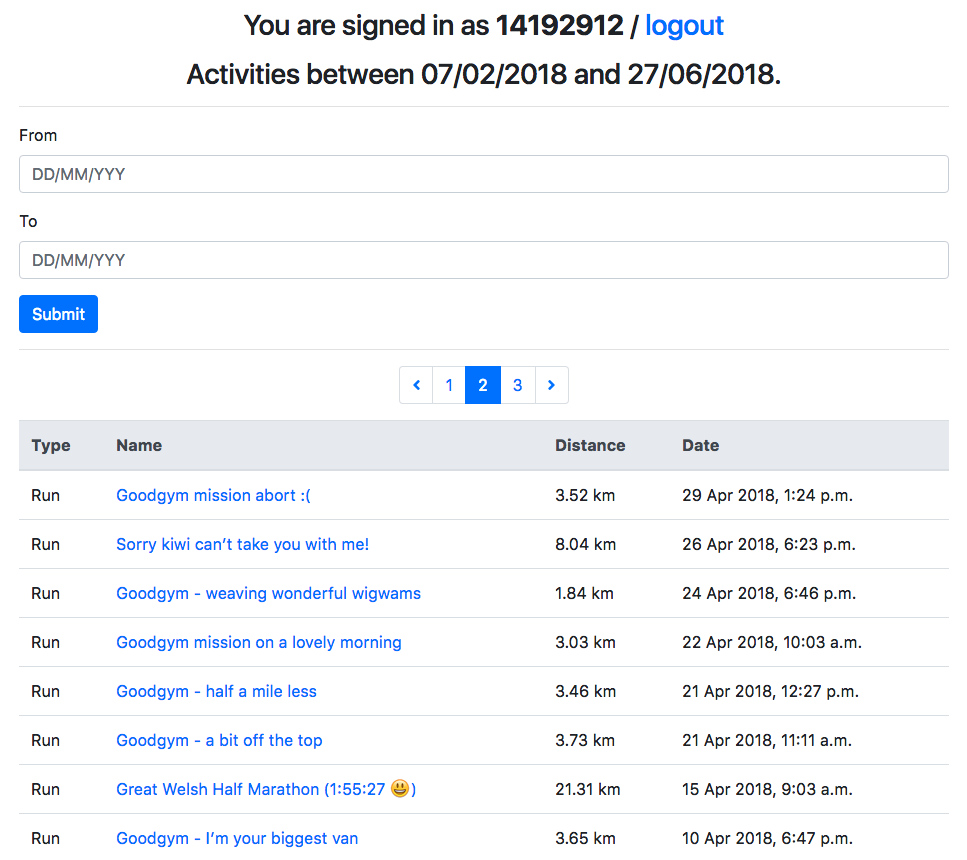 You are signed in as 14192912 / logout
Activities between 07/02/2018 and 27/06/2018.
From
DD/MM/YYY
To
DD/MM/YYY
Submit
1 2 3
Type Name Distance Date
Run Goodgym mission abort :( 3.52 km 29 Apr 2018, 1:24 p.m.
Run Sorry kiwi can’t take you with me! 8.04 km 26 Apr 2018, 6:23 p.m.
Run Goodgym - weaving wonderful wigwams 1.84 km 24 Apr 2018, 6:46 p.m.
Run Goodgym mission on a lovely morning 3.03 km 22 Apr 2018, 10:03 a.m.
Run Goodgym - half a mile less 3.46 km 21 Apr 2018, 12:27 p.m.
Run Goodgym - a bit off the top 3.73 km 21 Apr 2018, 11:11 a.m.
Run Great Welsh Half Marathon (1:55:27 😃) 21.31 km 15 Apr 2018, 9:03 a.m.
Run Goodgym - I’m your biggest van 3.65 km 10 Apr 2018, 6:47 p.m.